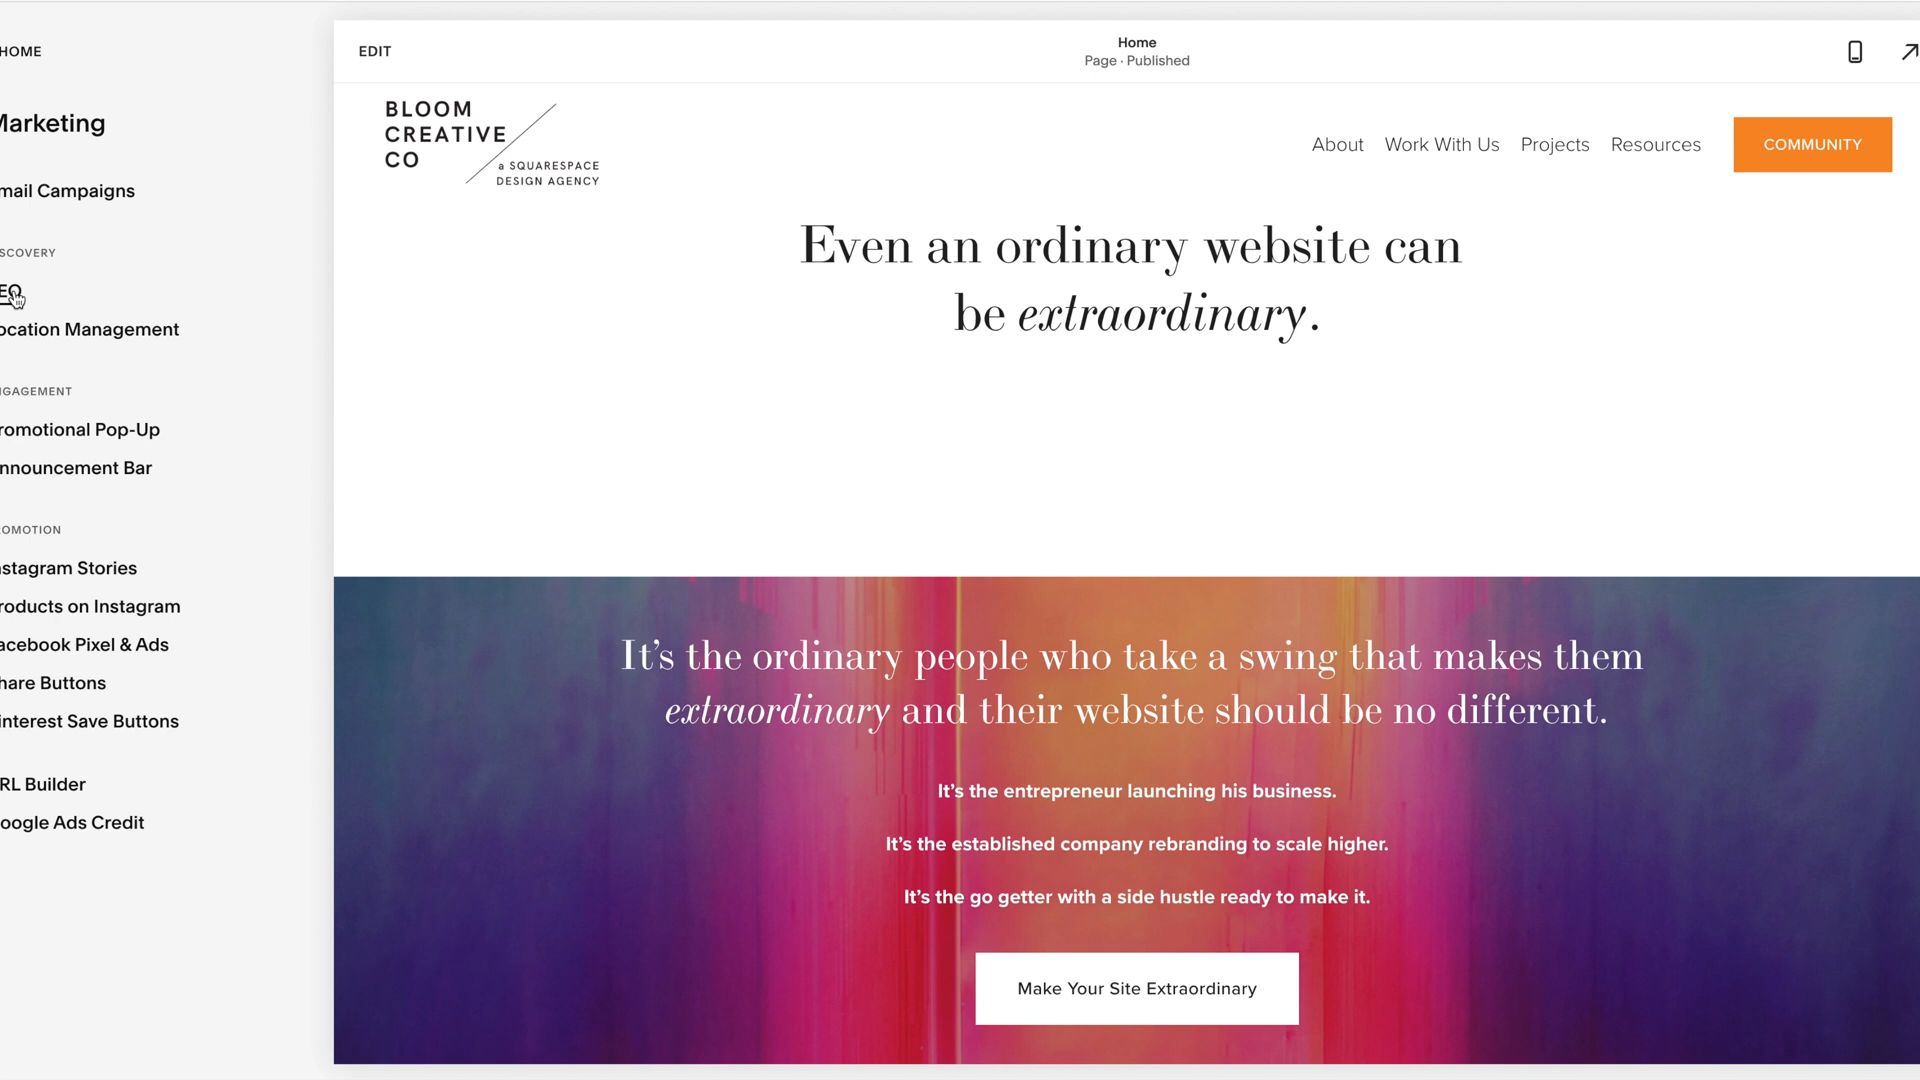 HOME
Marketing
mail Campaigns
SCOVERY
EO
ocation Management
NGAGEMENT
romotional Pop-Up
nnouncement Bar
OMOTION
nstagram Stories
roducts on Instagram
acebook Pixel & Ads
hare Buttons
interest Save Buttons
RL Builder
oogle Ads Credit
EDIT
Home
Page · Published
BLOOM
CREATIVE
CO
a SQUARESPACE
DESIGN AGENCY
About Work With Us Projects Resources COMMUNITY
Even an ordinary website can
be extraordinary.
It’s the ordinary people who take a swing that makes them
extraordinary and their website should be no different.
It’s the entrepreneur launching his business.
It’s the established company rebranding to scale higher.
It’s the go getter with a side hustle ready to make it.
Make Your Site Extraordinary